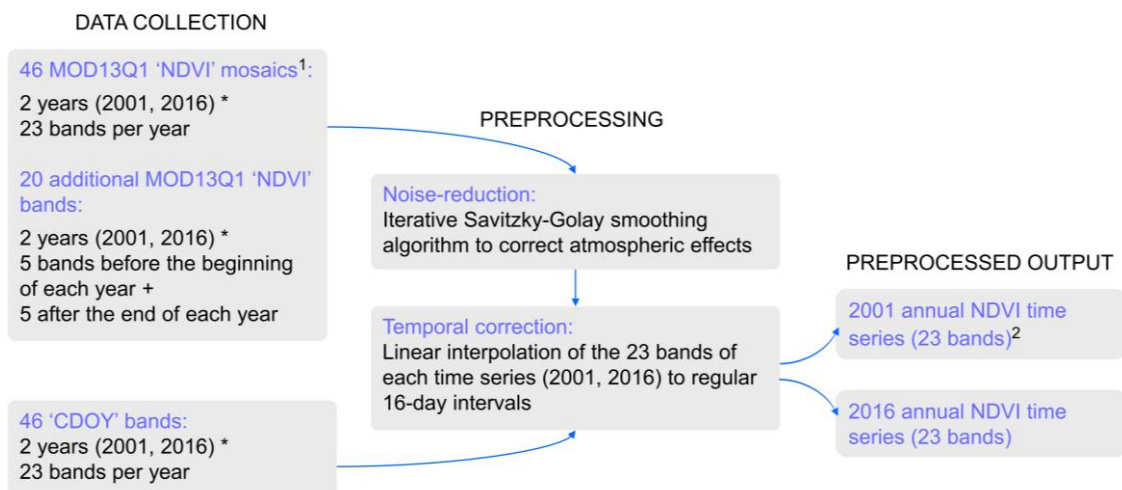 DATA COLLECTION
46 MOD13Q1 ‘NDVI’ mosaics¹:
2 years (2001, 2016) *
23 bands per year
20 additional MOD13Q1 ‘NDVI’
bands:
2 years (2001, 2016) *
5 bands before the beginning
of each year +
5 after the end of each year
46 ‘CDOY’ bands:
2 years (2001, 2016) *
23 bands per year
PREPROCESSING
Noise-reduction:
Iterative Savitzky-Golay smoothing
algorithm to correct atmospheric effects
Temporal correction:
Linear interpolation of the 23 bands of
each time series (2001, 2016) to regular
16-day intervals
PREPROCESSED OUTPUT
2001 annual NDVI time
series (23 bands)²
2016 annual NDVI time
series (23 bands)